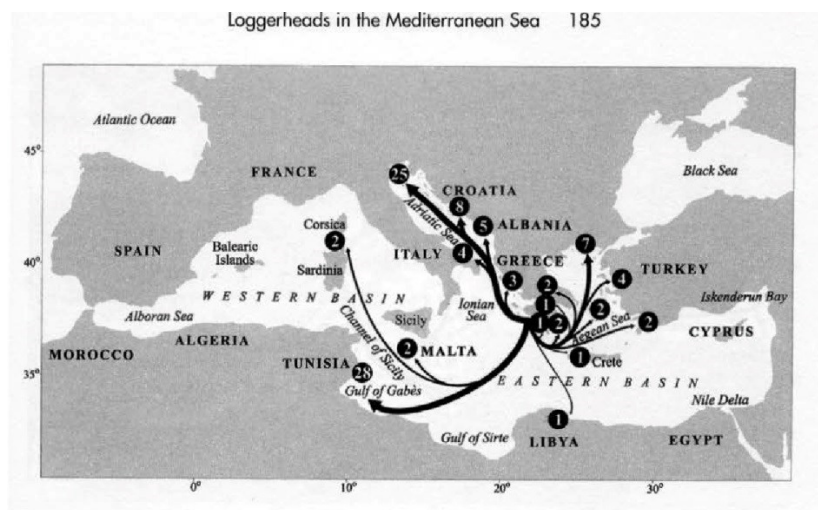 Loggerheads in the Mediterranean Sea 185
Atlantic Ocean
45°
FRANCE
Black Sea
25
CROATIA
8
Adriatic Sea
5
ALBANIA
7
Corsica
2
SPAIN
Balearic Islands
ITALY
4
GREECE
40°
Sardinia
3
2
4
TURKEY
WESTERN BASIN
Ionian Sea
1
2
Iskenderun Bay
Alboran Sea
Sicily
1
2
Aegean Sea
2
CYPRUS
MOROCCO
ALGERIA
Channel of Sicily
2
MALTA
1
Crete
TUNISIA
28
35°
Gulf of Gabès
EASTERN BASIN
Nile Delta
Gulf of Sirte
1
LIBYA
EGYPT
0°
10°
20°
30°